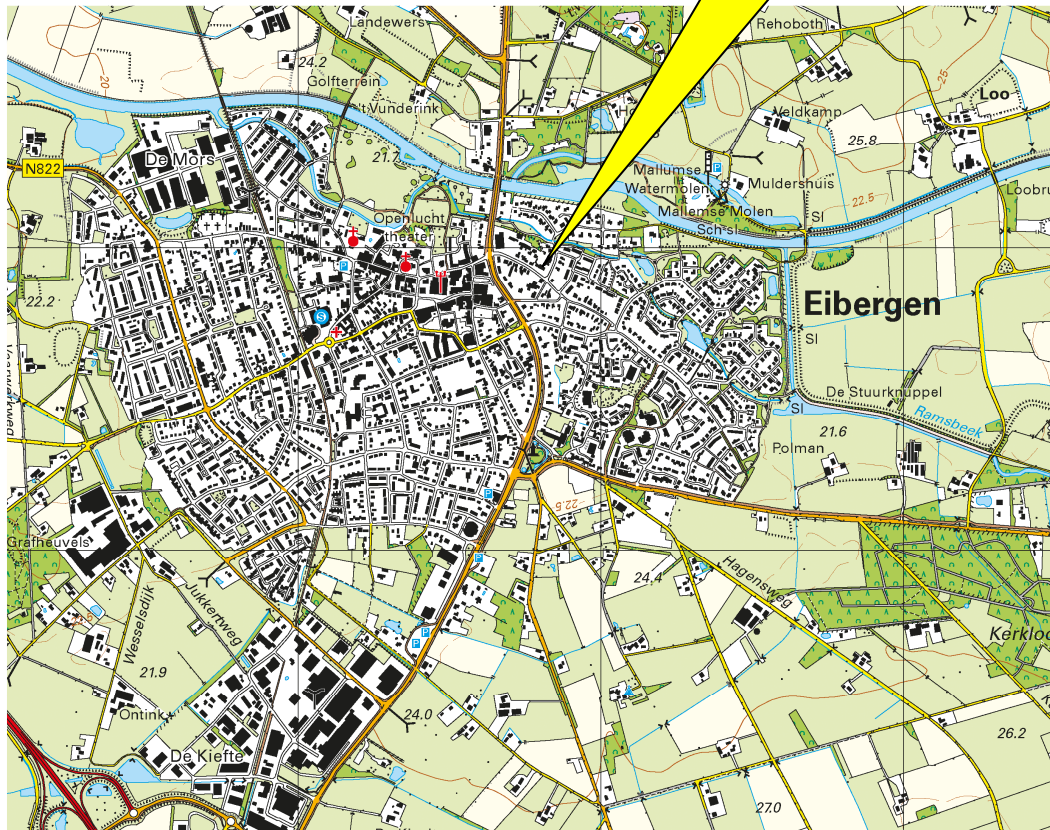 Landewers
Rehoboth
24.2
20
Golfterrein
't Vunderink
25
Loo
Veldkamp
25.8
De Mors
21.7
N822
P
Mallumse
Watermolen
Muldershuis
22.5
Mallemse Molen
Openlucht
theater
Sl
Sch-sl
P
22.2
Eibergen
S
Sl
De Stuurknuppel
Sl
Ramsbeek
21.6
Polman
P
22.5
Grafheuvels
P
24.4
Hagensweg
Jukkertweg
Wesselsdijk
P
P
21.9
24.0
Ontink
26.2
De Kiefte
27.0